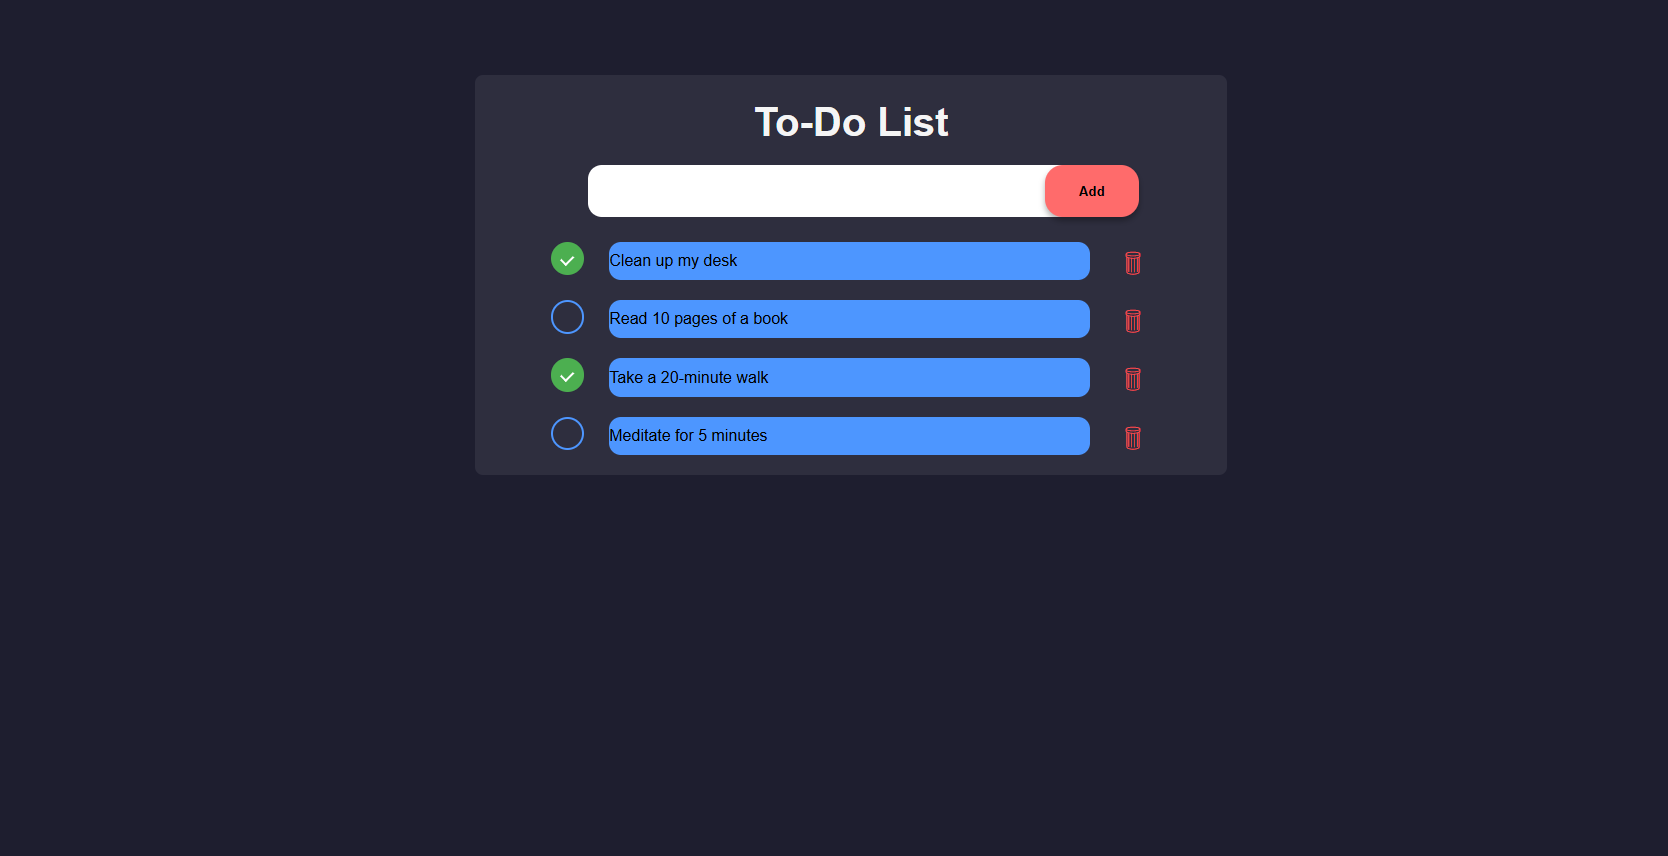 To-Do List
Add
Clean up my desk
Read 10 pages of a book
Take a 20-minute walk
Meditate for 5 minutes